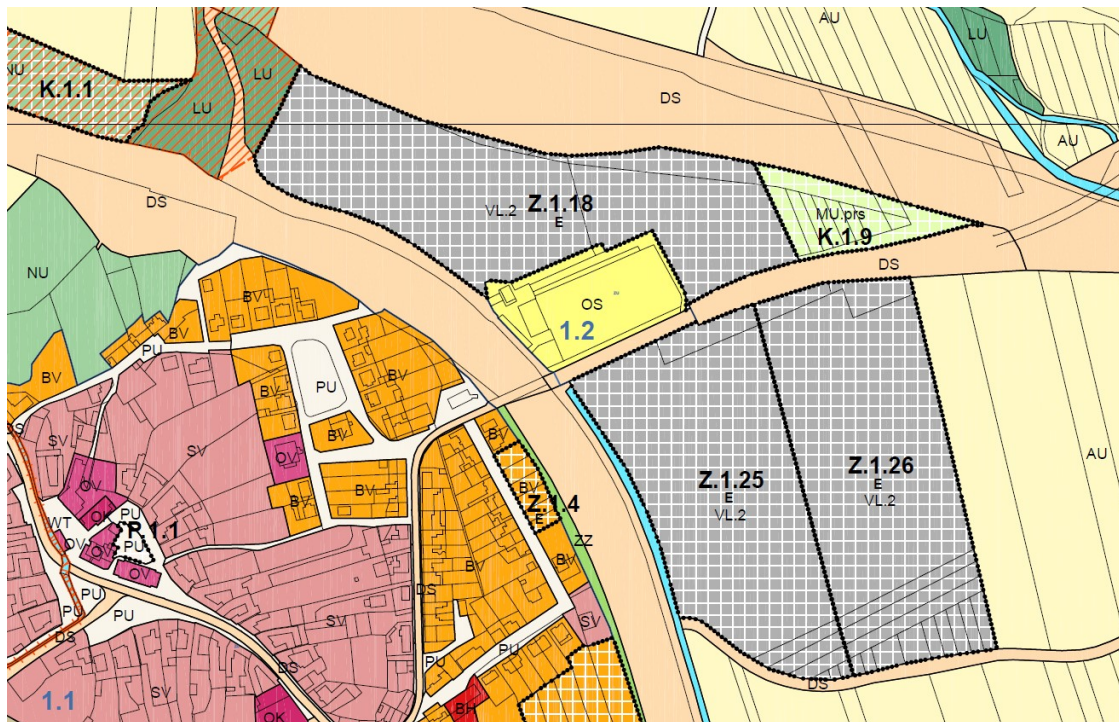 AU
LU
NU
K.1.1
LU
LU
DS
AU
DS
VL.2
Z.1.18
E
MU.prs
K.1.9
DS
NU
OS
1.2
BV
BV
PU
BV
PU
BV
BV
BV
AU
DS
SV
SV
OV
BV
BV
BV
BV
Z.1.4
E
Z.1.25
E
VL.2
Z.1.26
E
VL.2
OV
OK
PU
P.1.1
WT
OV
OV
PU
OV
ZZ
BV
BV
DS
PU
PU
PU
DS
SV
SV
DS
PU
SV
DS
1.1
OK
BH